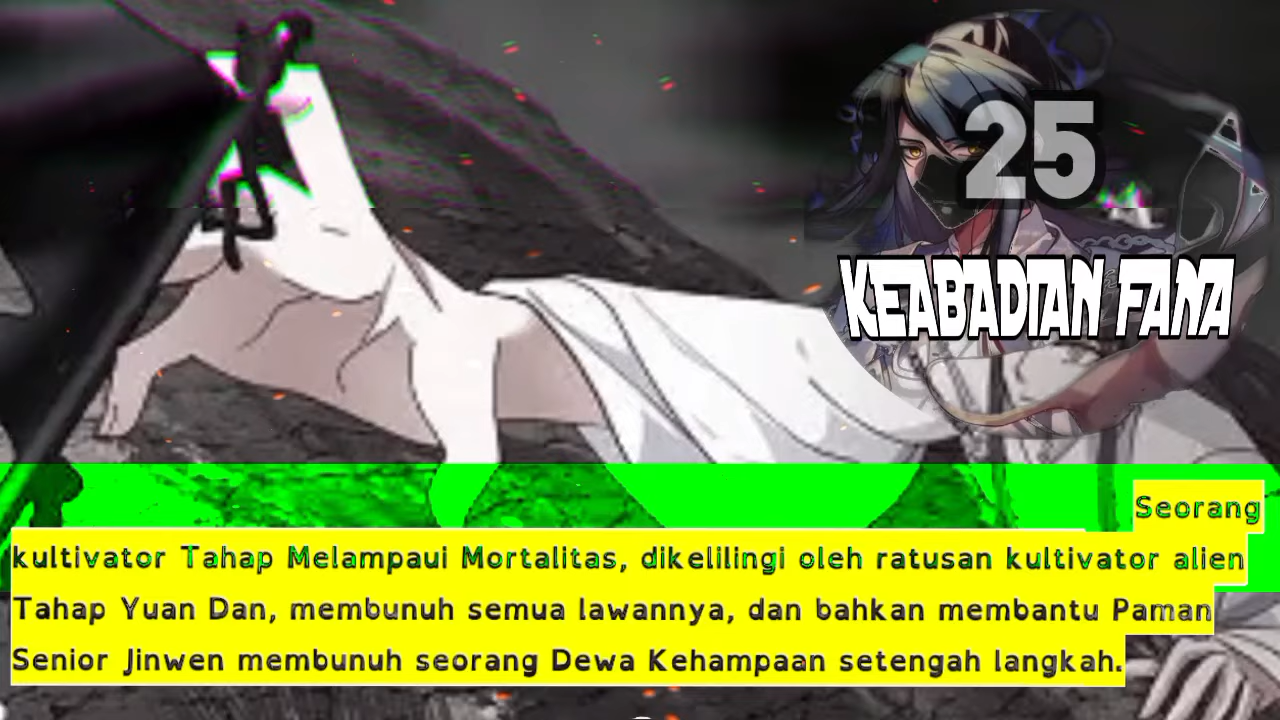 25
KEABADIAN FANA
Seorang
kultivator Tahap Melampaui Mortalitas, dikelilingi oleh ratusan kultivator alien
Tahap Yuan Dan, membunuh semua lawannya, dan bahkan membantu Paman
Senior Jinwen membunuh seorang Dewa Kehampaan setengah langkah.